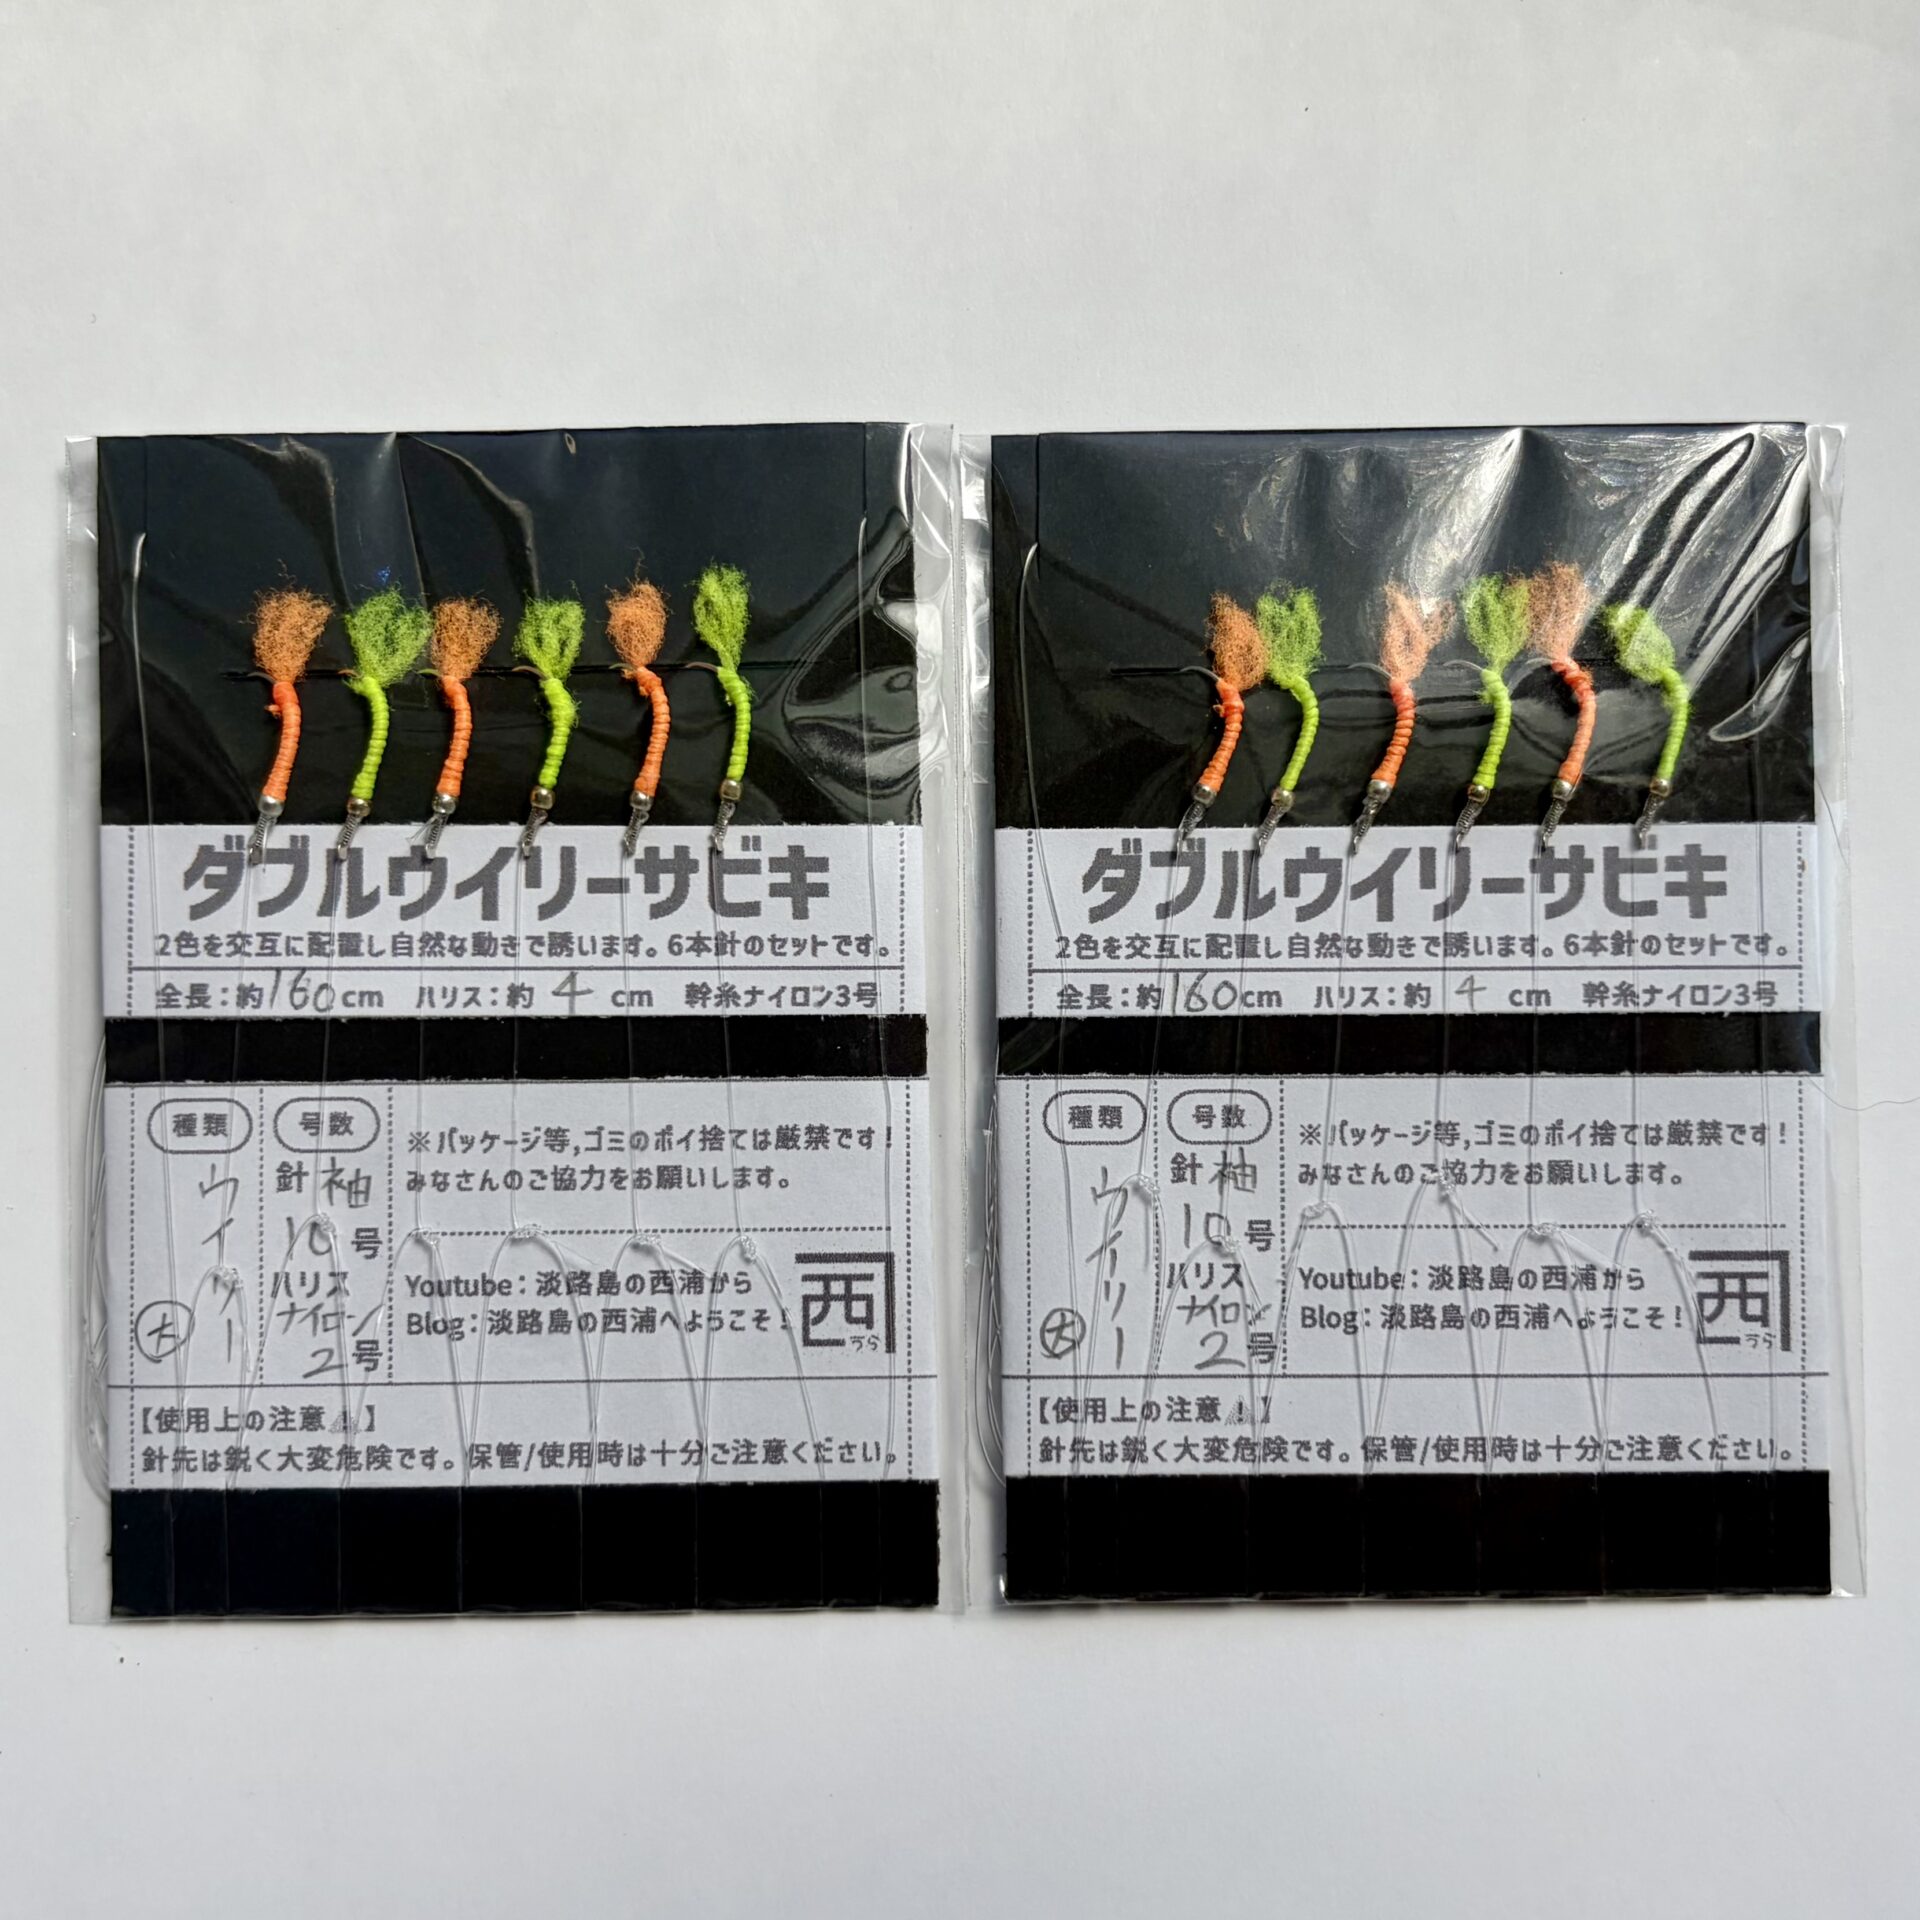 ダブルウイリーサビキ
2色を交互に配置し自然な動きで誘います。6本針のセットです。
全長：約160cm ハリス：約 4 cm 幹糸ナイロン3号
種類
ウイリー
大
号数
針 袖
10号
ハリス
ナイロン
2号
※パッケージ等,ゴミのポイ捨ては厳禁です！
みなさんのご協力をお願いします。
Youtube：淡路島の西浦から
Blog：淡路島の西浦へようこそ！
西
うら
【使用上の注意⚠】
針先は鋭く大変危険です。保管/使用時は十分ご注意ください。
ダブルウイリーサビキ
2色を交互に配置し自然な動きで誘います。6本針のセットです。
全長：約160cm ハリス：約 4 cm 幹糸ナイロン3号
種類
ウイリー
大
号数
針 袖
10号
ハリス
ナイロン
2号
※パッケージ等,ゴミのポイ捨ては厳禁です！
みなさんのご協力をお願いします。
Youtube：淡路島の西浦から
Blog：淡路島の西浦へようこそ！
西
うら
【使用上の注意⚠】
針先は鋭く大変危険です。保管/使用時は十分ご注意ください。